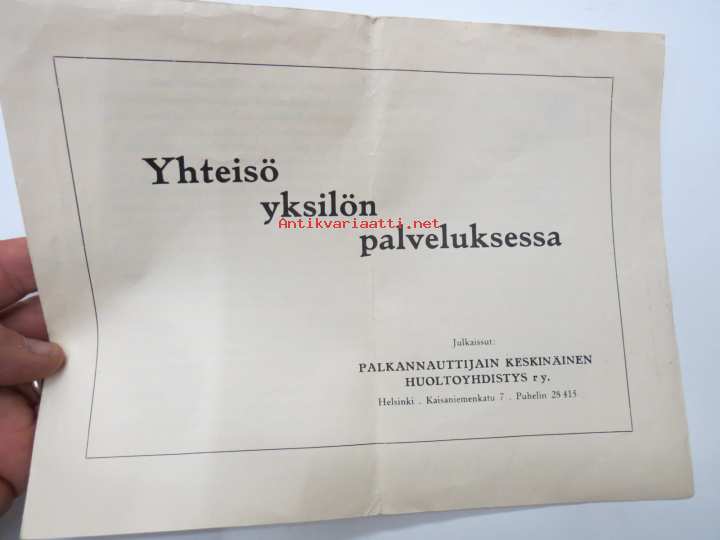 Yhteisö
yksilön
Antikvariaatti.net
palveluksessa
Julkaissut:
PALKANNAUTTIJAIN KESKINÄINEN
HUOLTOYHDISTYS r y.
Helsinki . Kaisaniemenkatu 7 . Puhelin 28 415